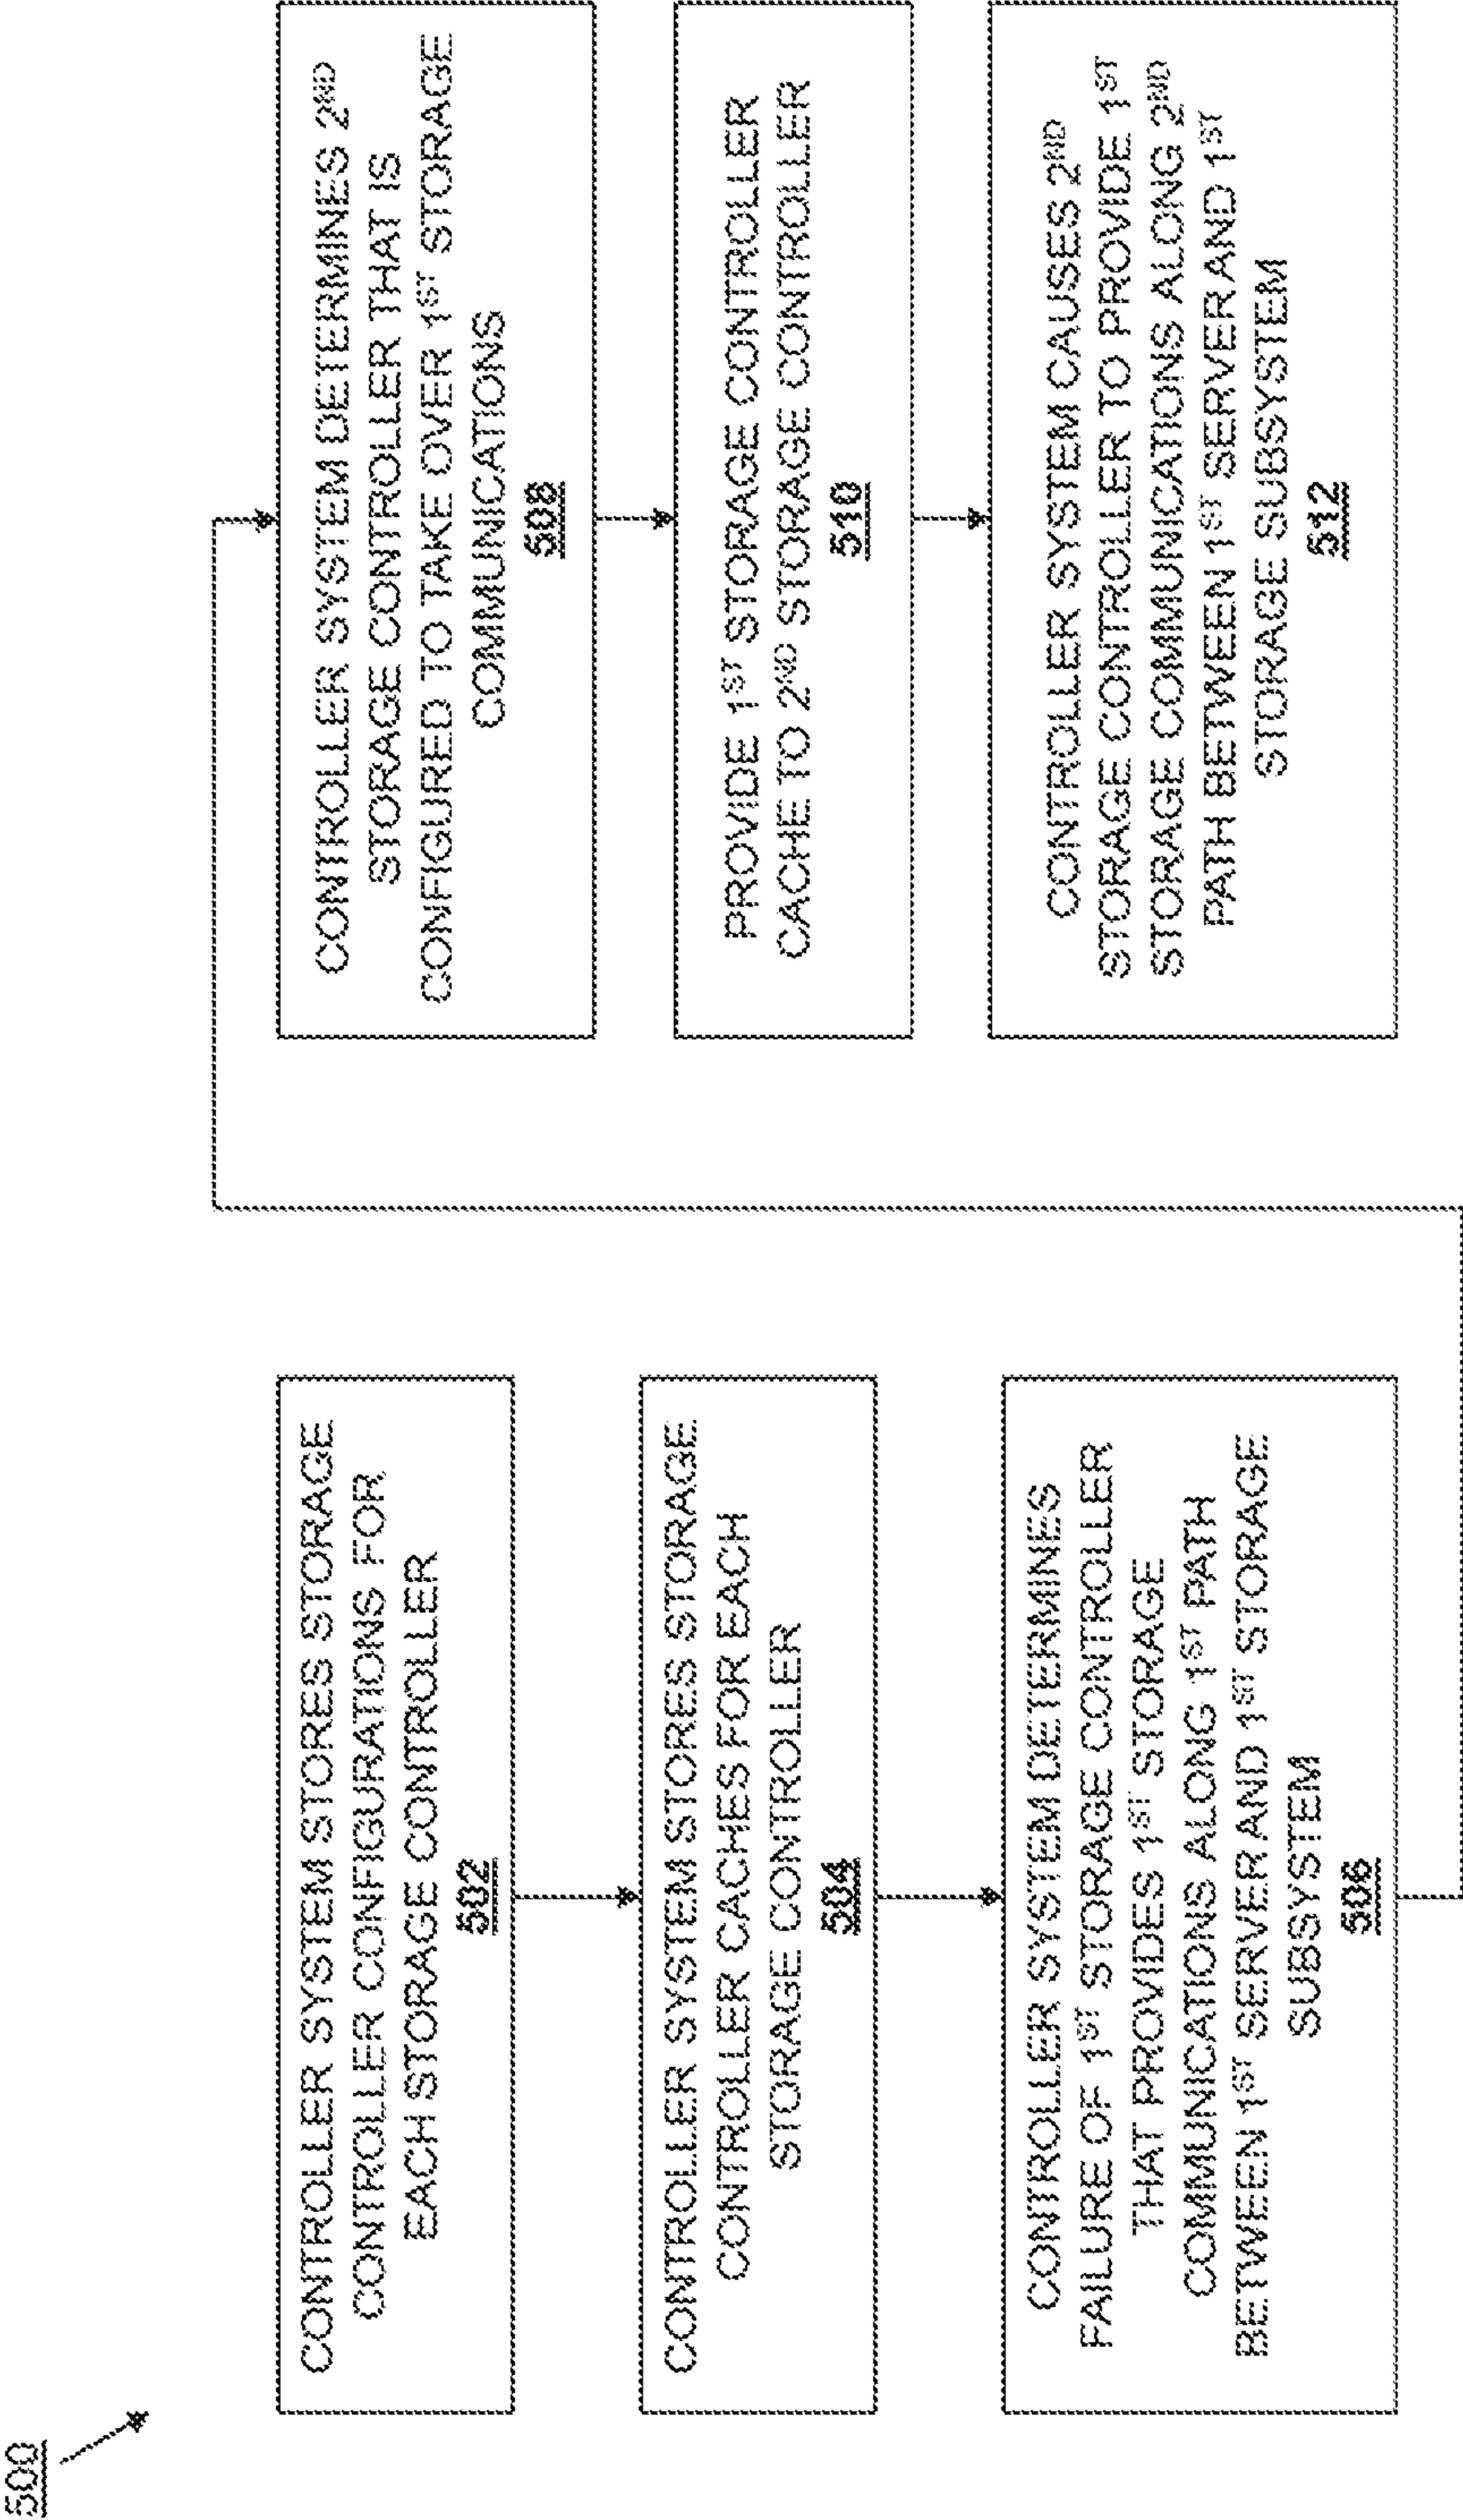 500
CONTROLLER SYSTEM STORES STORAGE
CONTROLLER CONFIGURATIONS FOR
EACH STORAGE CONTROLLER
502
CONTROLLER SYSTEM STORES STORAGE
CONTROLLER CACHES FOR EACH
STORAGE CONTROLLER
504
CONTROLLER SYSTEM DETERMINES
FAILURE OF 1ST STORAGE CONTROLLER
THAT PROVIDES 1ST STORAGE
COMMUNICATIONS ALONG 1ST PATH
BETWEEN 1ST SERVER AND 1ST STORAGE
SUBSYSTEM
506
CONTROLLER SYSTEM DETERMINES 2ND
STORAGE CONTROLLER THAT IS
CONFIGURED TO TAKE OVER 1ST STORAGE
COMMUNICATIONS
508
PROVIDE 1ST STORAGE CONTROLLER
CACHE TO 2ND STORAGE CONTROLLER
510
CONTROLLER SYSTEM CAUSES 2ND
STORAGE CONTROLLER TO PROVIDE 1ST
STORAGE COMMUNICATIONS ALONG 2ND
PATH BETWEEN 1ST SERVER AND 1ST
STORAGE SUBSYSTEM
512